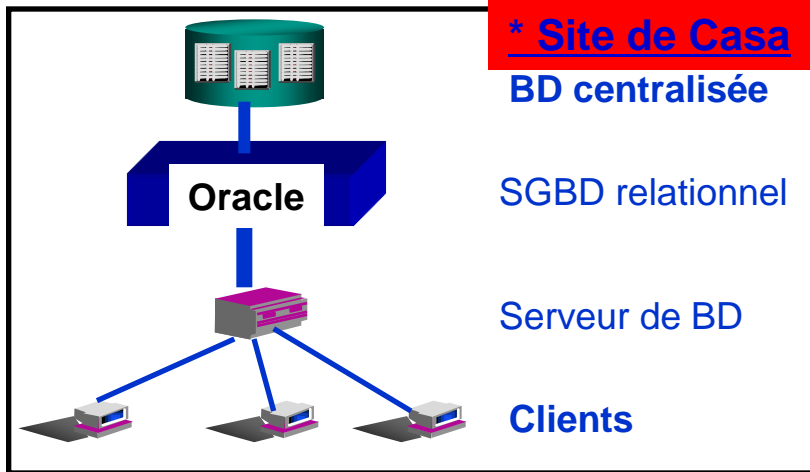 * Site de Casa
BD centralisée
Oracle
SGBD relationnel
Serveur de BD
Clients